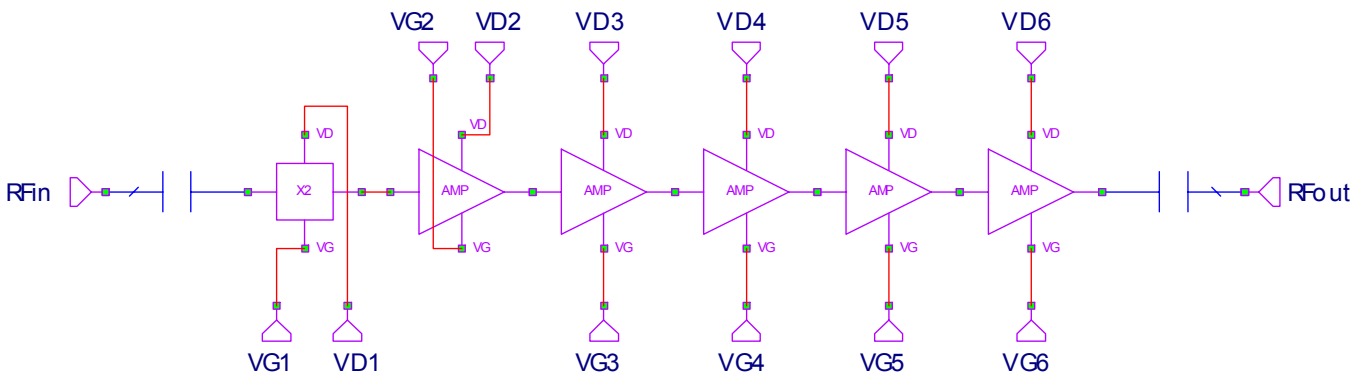 VG2 VD2 VD3 VD4 VD5 VD6
VD VD VD VD VD VD
RFin X2 AMP AMP AMP AMP AMP RFout
VG VG VG VG VG VG
VG1 VD1 VG3 VG4 VG5 VG6